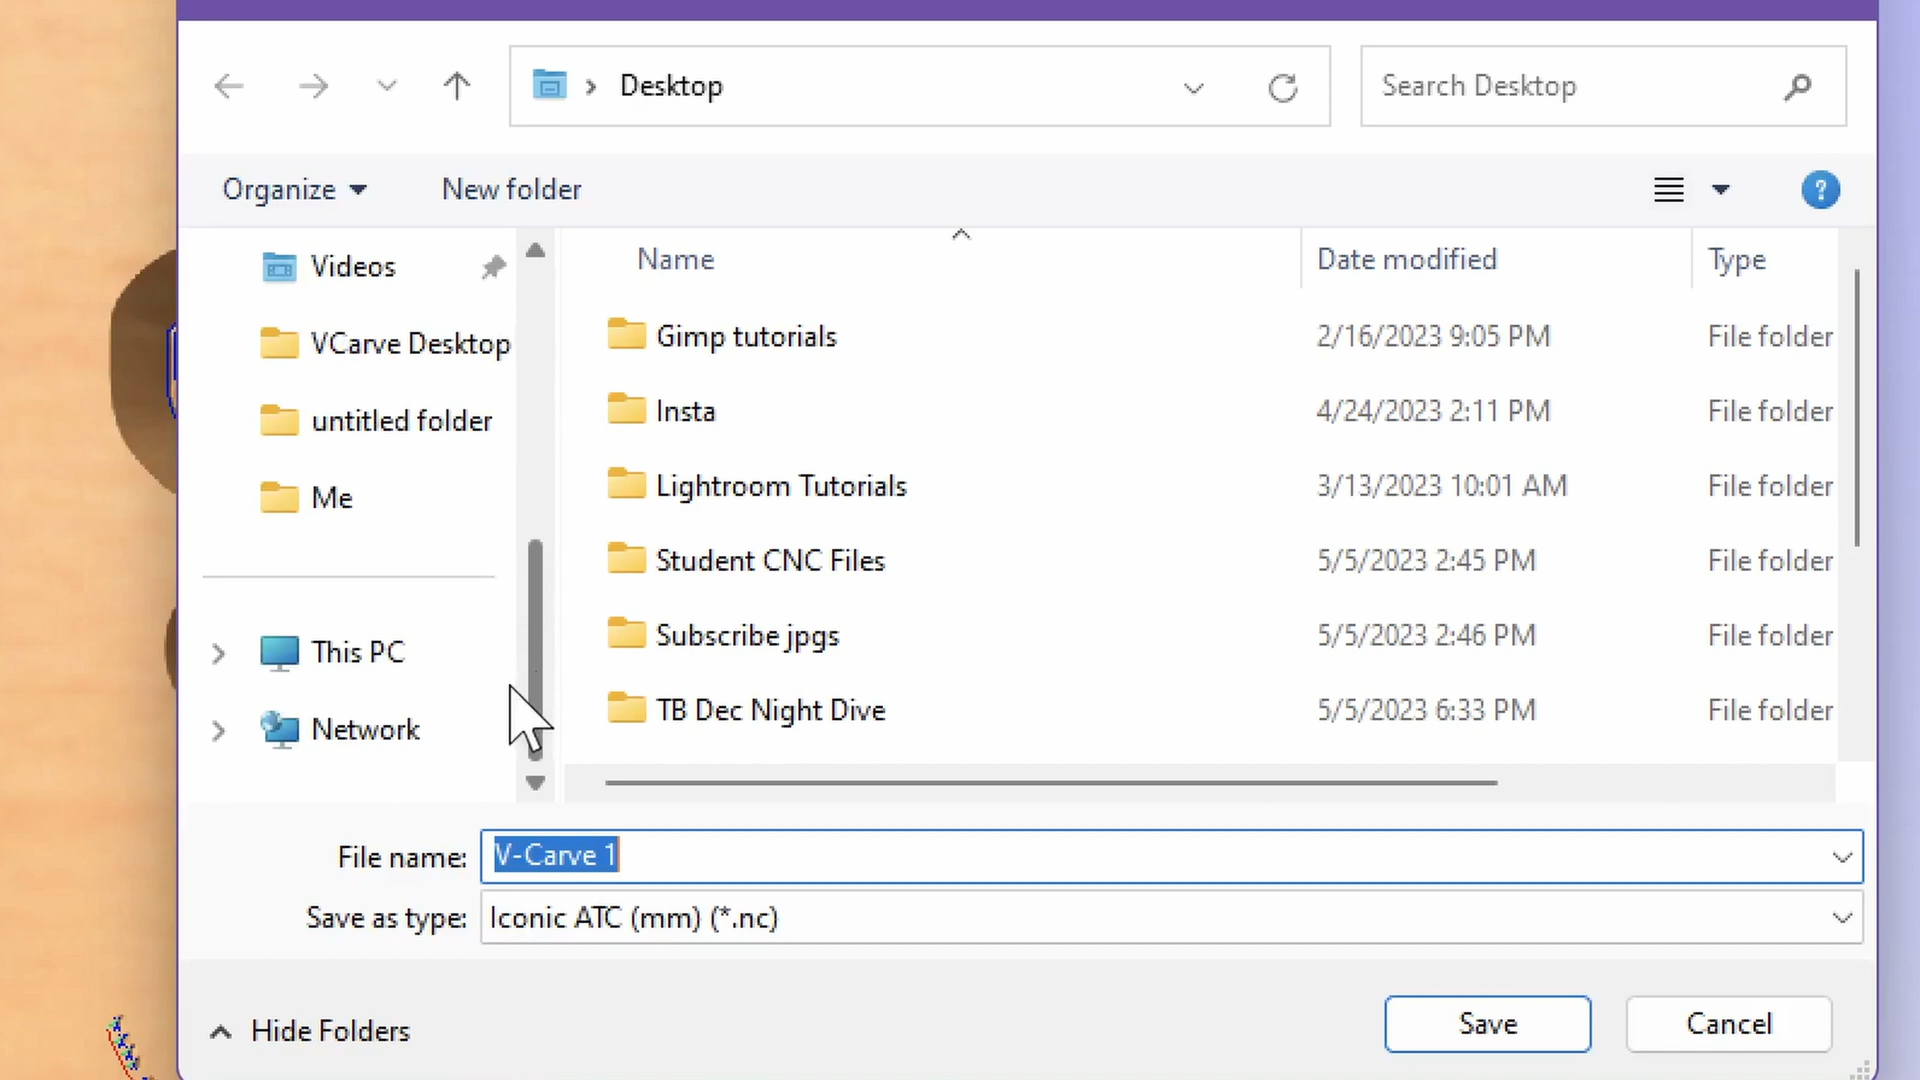 Desktop
Search Desktop
Organize
New folder
Videos
VCarve Desktop
untitled folder
Me
This PC
Network
Name
Date modified
Type
Gimp tutorials 2/16/2023 9:05 PM File folder
Insta 4/24/2023 2:11 PM File folder
Lightroom Tutorials 3/13/2023 10:01 AM File folder
Student CNC Files 5/5/2023 2:45 PM File folder
Subscribe jpgs 5/5/2023 2:46 PM File folder
TB Dec Night Dive 5/5/2023 6:33 PM File folder
File name: V-Carve 1
Save as type: Iconic ATC (mm) (*.nc)
Hide Folders
Save
Cancel